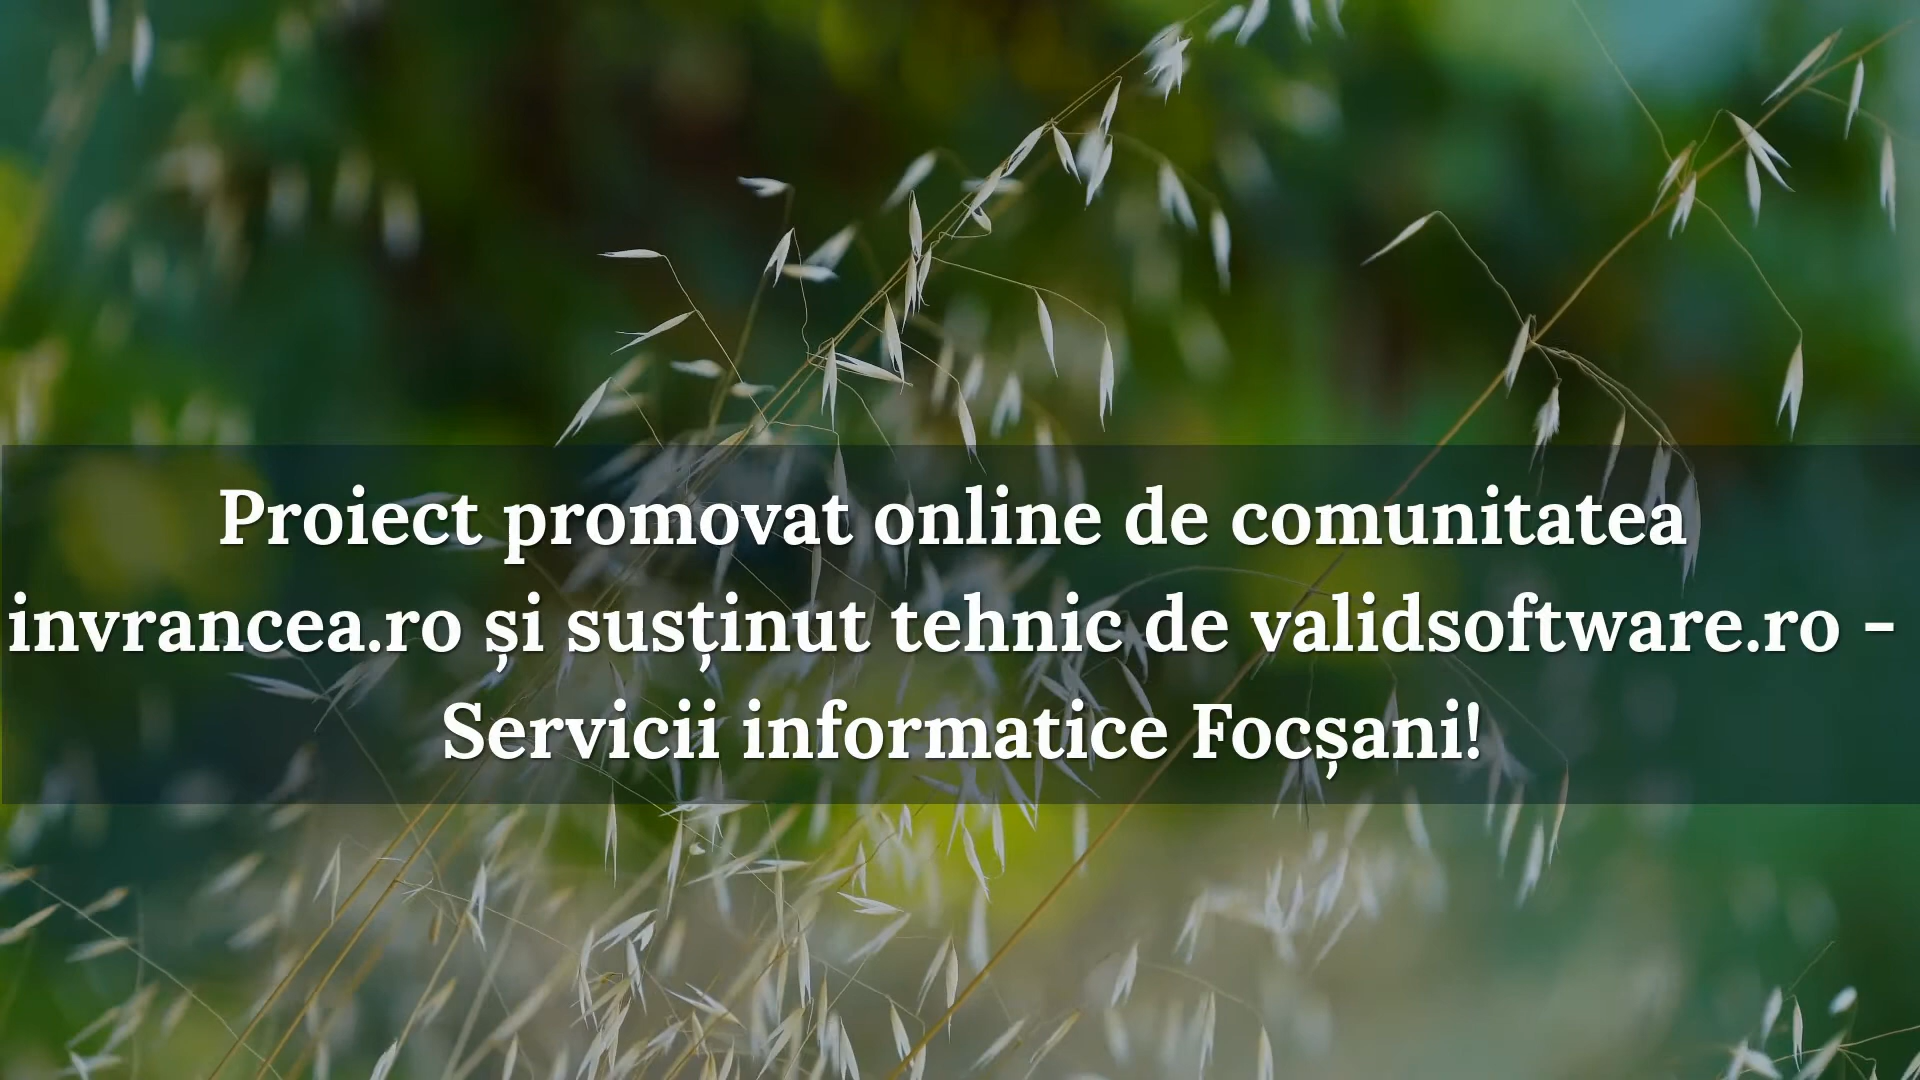 Proiect promovat online de comunitatea
invrancea.ro și susținut tehnic de validsoftware.ro -
Servicii informatice Focșani!